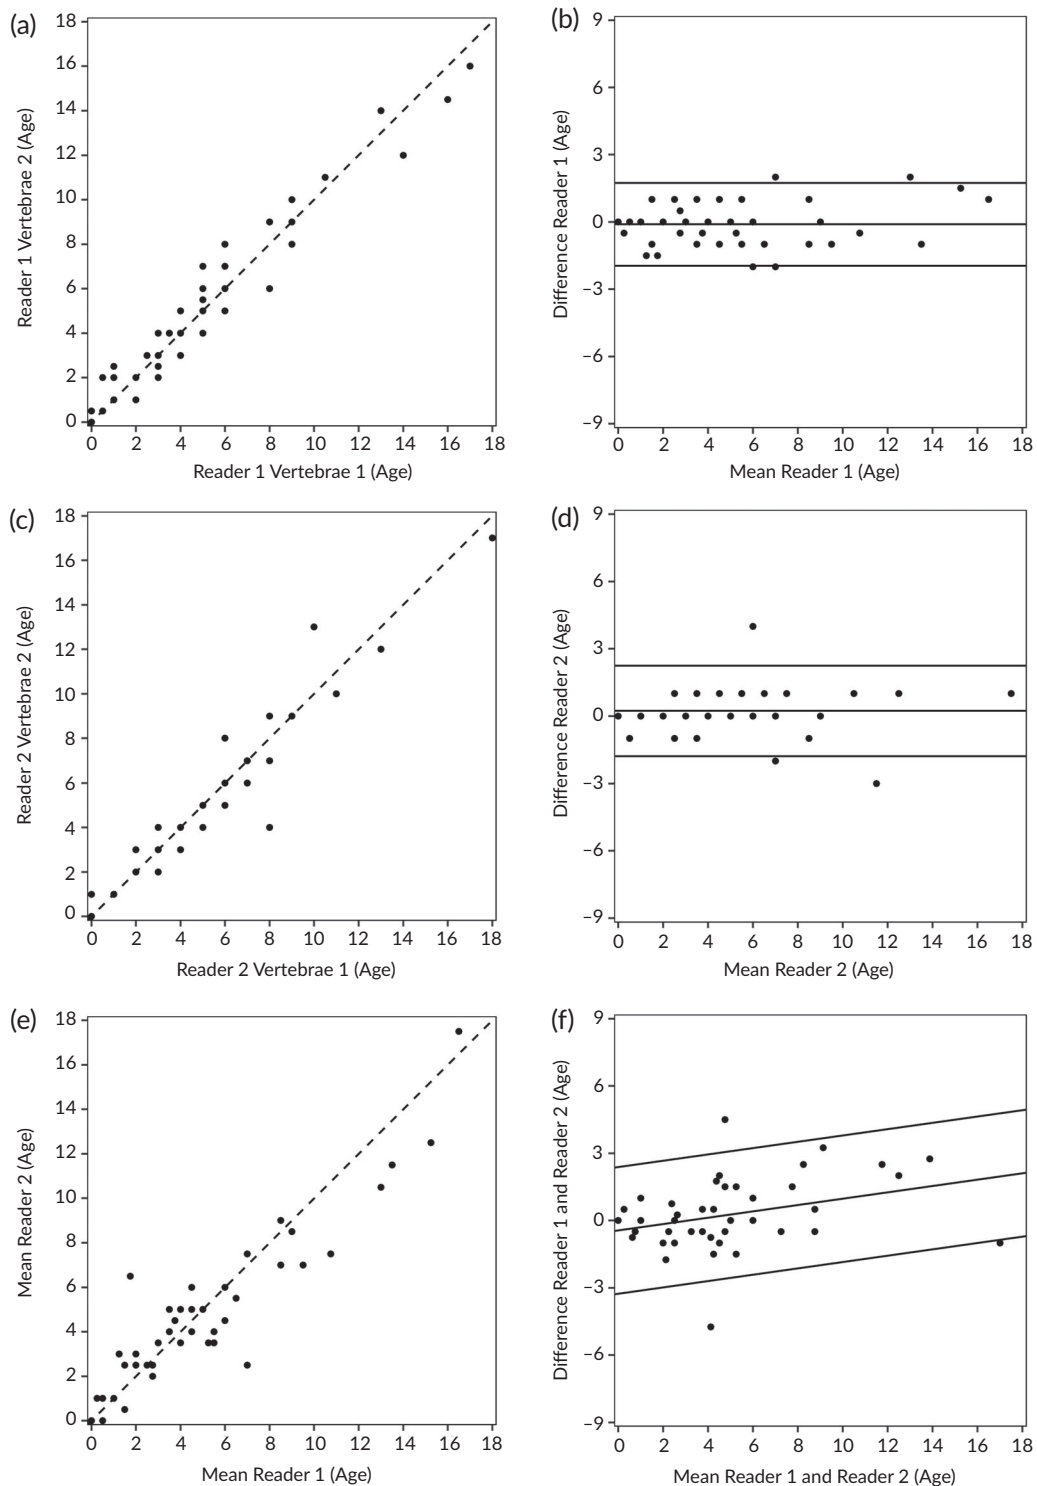 (a)
18
16
14
12
10
8
6
4
2
0
Reader 1 Vertebrae 2 (Age)
0 2 4 6 8 10 12 14 16 18
Reader 1 Vertebrae 1 (Age)
(b)
9
6
3
0
−3
−6
−9
Difference Reader 1 (Age)
0 2 4 6 8 10 12 14 16 18
Mean Reader 1 (Age)
(c)
18
16
14
12
10
8
6
4
2
0
Reader 2 Vertebrae 2 (Age)
0 2 4 6 8 10 12 14 16 18
Reader 2 Vertebrae 1 (Age)
(d)
9
6
3
0
−3
−6
−9
Difference Reader 2 (Age)
0 2 4 6 8 10 12 14 16 18
Mean Reader 2 (Age)
(e)
18
16
14
12
10
8
6
4
2
0
Mean Reader 2 (Age)
0 2 4 6 8 10 12 14 16 18
Mean Reader 1 (Age)
(f)
9
6
3
0
−3
−6
−9
Difference Reader 1 and Reader 2 (Age)
0 2 4 6 8 10 12 14 16 18
Mean Reader 1 and Reader 2 (Age)